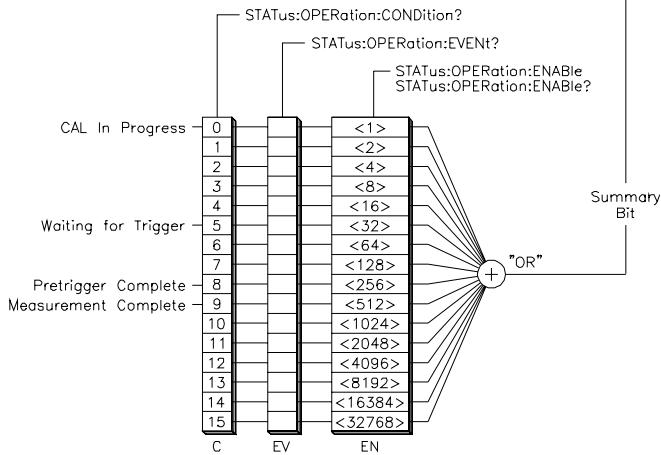 STATus:OPERation:CONDition?
STATus:OPERation:EVENt?
STATus:OPERation:ENABle
STATus:OPERation:ENABle?
CAL In Progress 0 <1>
1 <2>
2 <4>
3 <8>
4 <16>
Waiting for Trigger 5 <32>
6 <64>
7 <128>
Pretrigger Complete 8 <256>
Measurement Complete 9 <512>
10 <1024>
11 <2048>
12 <4096>
13 <8192>
14 <16384>
15 <32768>
C EV EN
"OR"
Summary
Bit